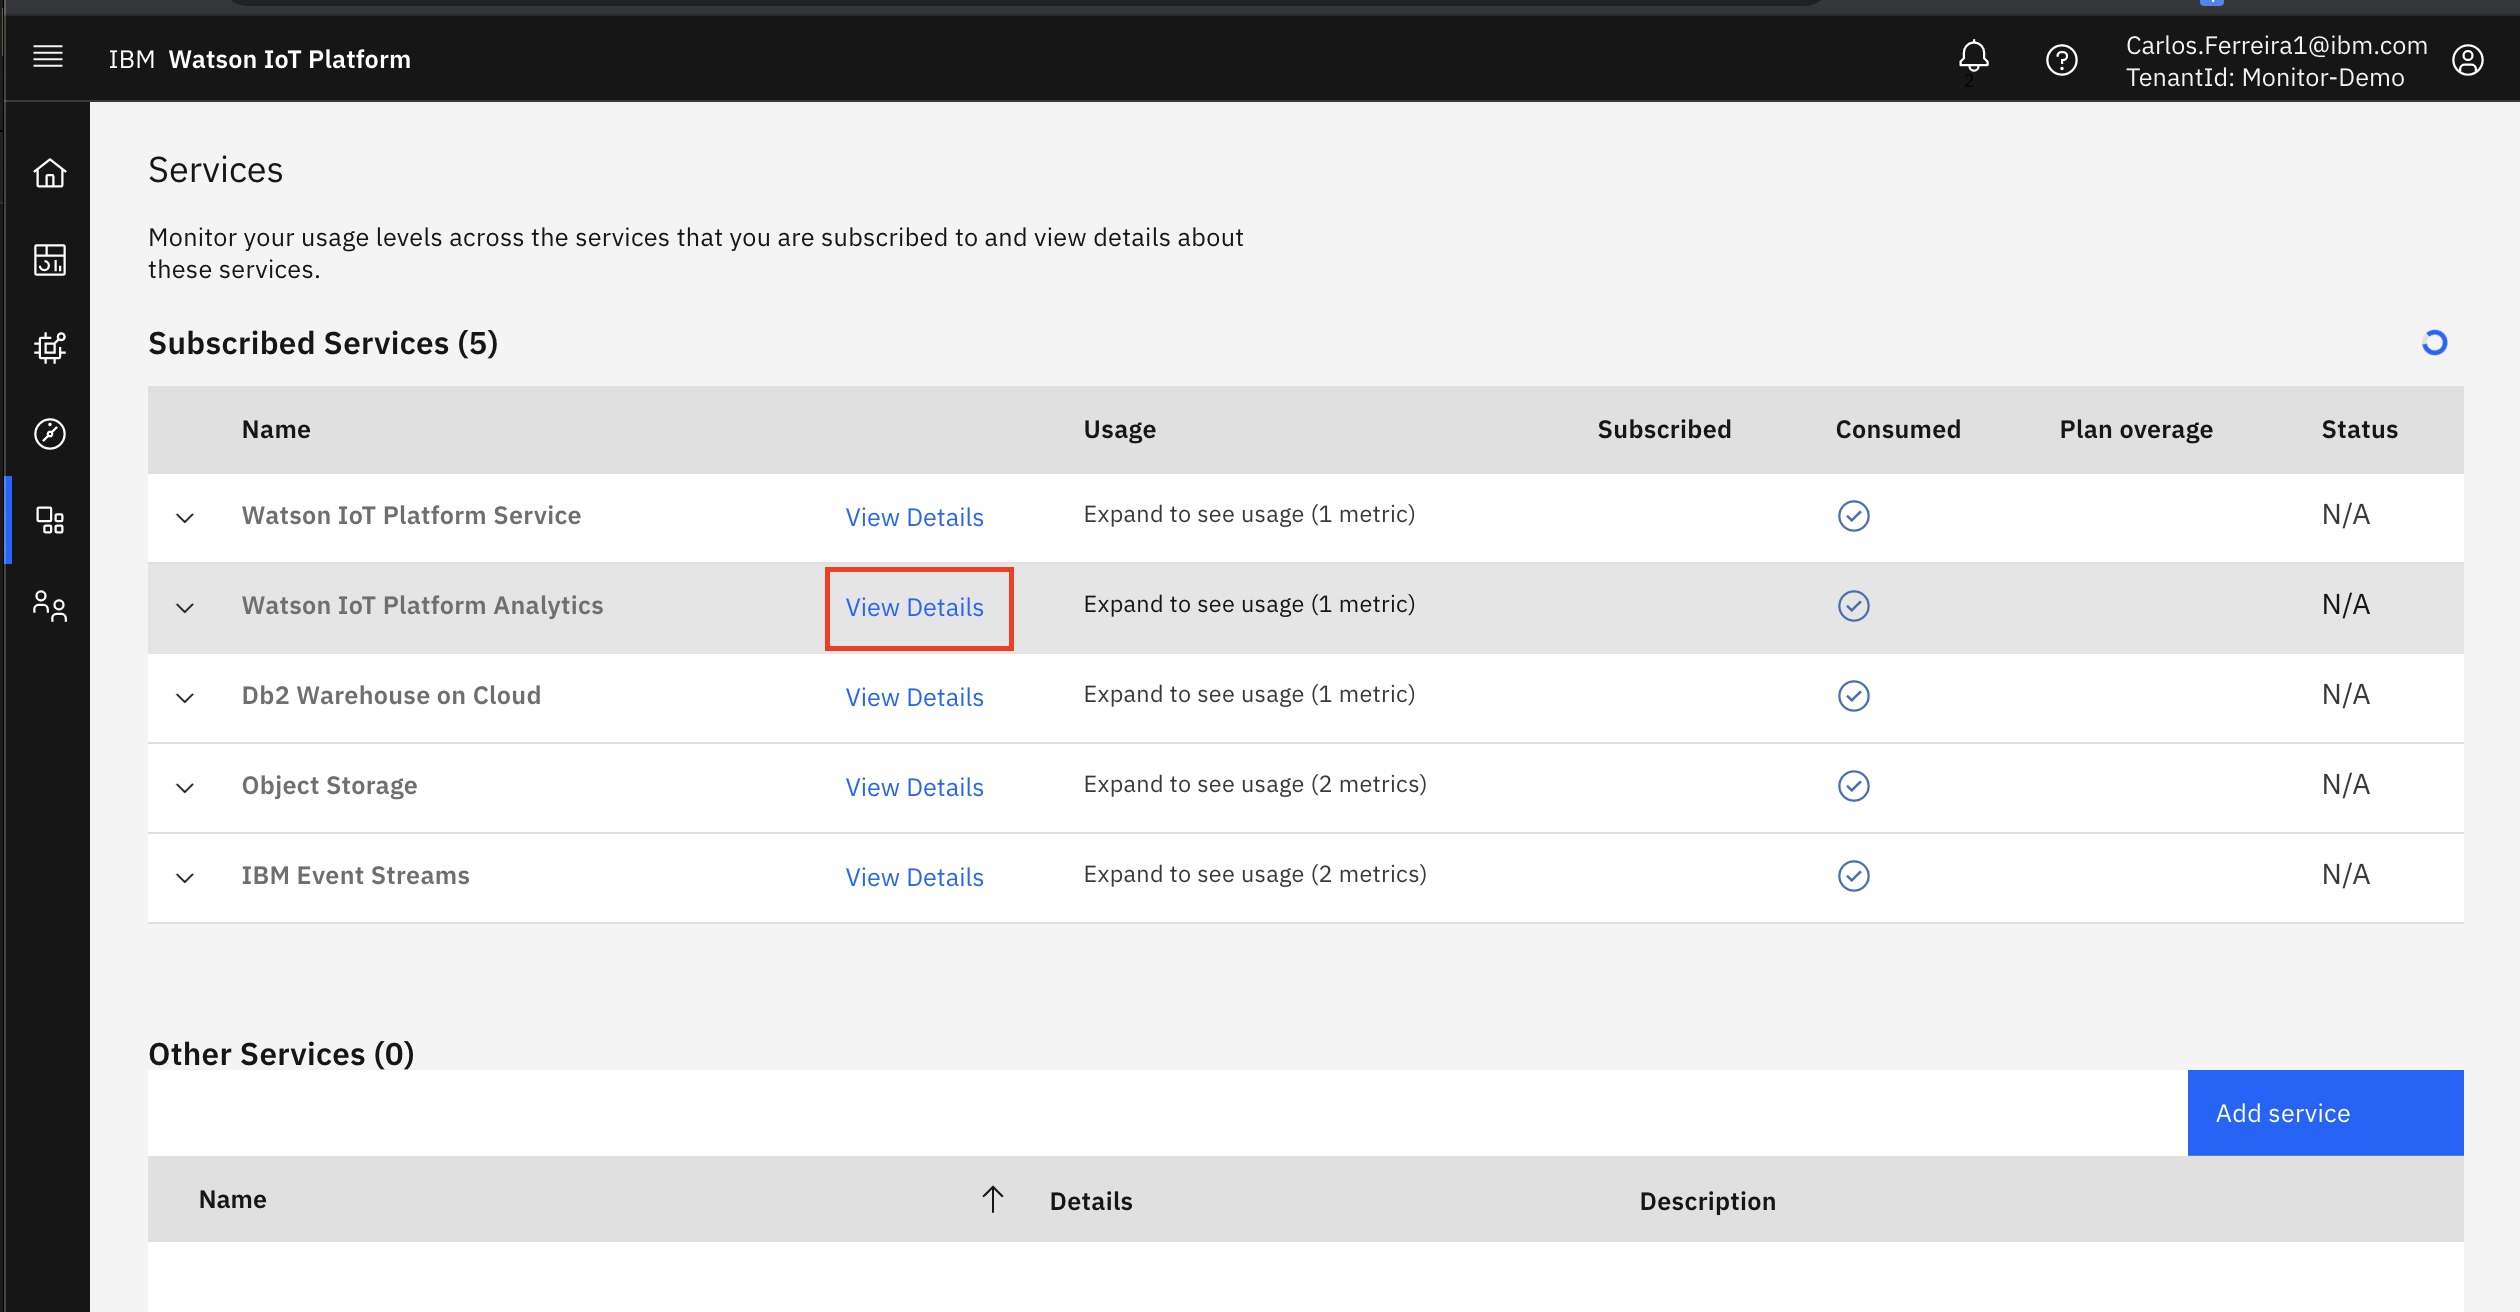 IBM Watson IoT Platform
2
Carlos.Ferreira1@ibm.com
TenantId: Monitor-Demo
Services
Monitor your usage levels across the services that you are subscribed to and view details about
these services.
Subscribed Services (5)
Name Usage Subscribed Consumed Plan overage Status
Watson IoT Platform Service View Details Expand to see usage (1 metric) N/A
Watson IoT Platform Analytics View Details Expand to see usage (1 metric) N/A
Db2 Warehouse on Cloud View Details Expand to see usage (1 metric) N/A
Object Storage View Details Expand to see usage (2 metrics) N/A
IBM Event Streams View Details Expand to see usage (2 metrics) N/A
Other Services (0)
Add service
Name Details Description